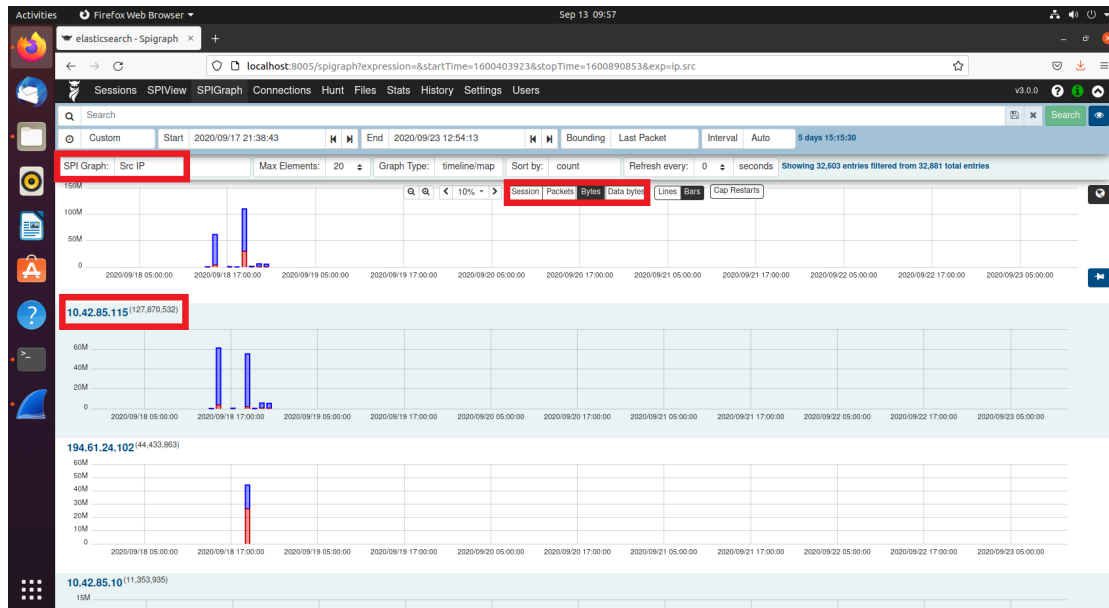 Activities Firefox Web Browser Sep 13 09:57
elasticsearch - Spigraph × +
localhost:8005/spigraph?expression=&startTime=1600403923&stopTime=1600890853&exp=ip.src
Sessions SPIView SPIGraph Connections Hunt Files Stats History Settings Users v3.0.0
Search Search
Custom Start 2020/09/17 21:38:43 End 2020/09/23 12:54:13 Bounding Last Packet Interval Auto 5 days 15:15:30
SPI Graph: Src IP Max Elements: 20 Graph Type: timeline/map Sort by: count Refresh every: 0 seconds Showing 32,603 entries filtered from 32,881 total entries
10% Session Packets Bytes Data bytes Lines Bars Cap Restarts
150M
100M
50M
0
2020/09/18 05:00:00 2020/09/18 17:00:00 2020/09/19 05:00:00 2020/09/19 17:00:00 2020/09/20 05:00:00 2020/09/20 17:00:00 2020/09/21 05:00:00 2020/09/21 17:00:00 2020/09/22 05:00:00 2020/09/22 17:00:00 2020/09/23 05:00:00
10.42.85.115 (127,870,532)
60M
40M
20M
0
2020/09/18 05:00:00 2020/09/18 17:00:00 2020/09/19 05:00:00 2020/09/19 17:00:00 2020/09/20 05:00:00 2020/09/20 17:00:00 2020/09/21 05:00:00 2020/09/21 17:00:00 2020/09/22 05:00:00 2020/09/22 17:00:00 2020/09/23 05:00:00
194.61.24.102 (44,433,863)
60M
50M
40M
30M
20M
10M
0
2020/09/18 05:00:00 2020/09/18 17:00:00 2020/09/19 05:00:00 2020/09/19 17:00:00 2020/09/20 05:00:00 2020/09/20 17:00:00 2020/09/21 05:00:00 2020/09/21 17:00:00 2020/09/22 05:00:00 2020/09/22 17:00:00 2020/09/23 05:00:00
10.42.85.10 (11,353,935)
15M